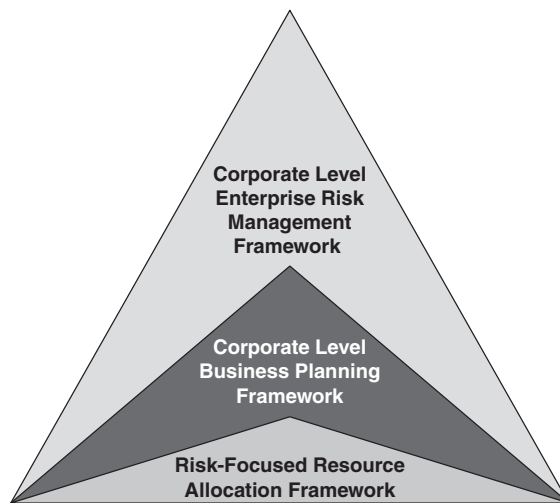 Corporate Level
Enterprise Risk
Management
Framework
Corporate Level
Business Planning
Framework
Risk-Focused Resource
Allocation Framework